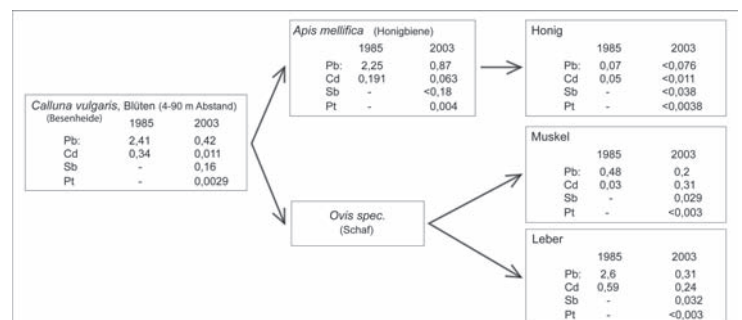 Apis mellifica (Honigbiene)
1985 2003
Pb: 2,25 0,87
Cd 0,191 0,063
Sb - <0,18
Pt - 0,004
Honig
1985 2003
Pb: 0,07 <0,076
Cd 0,05 <0,011
Sb - <0,038
Pt - <0,0038
Calluna vulgaris, Blüten (4-90 m Abstand)
(Besenheide) 1985 2003
Pb: 2,41 0,42
Cd 0,34 0,011
Sb - 0,16
Pt - 0,0029
Muskel
1985 2003
Pb: 0,48 0,2
Cd 0,03 0,31
Sb - 0,029
Pt - <0,003
Ovis spec.
(Schaf)
Leber
1985 2003
Pb: 2,6 0,31
Cd 0,59 0,24
Sb - 0,032
Pt - <0,003